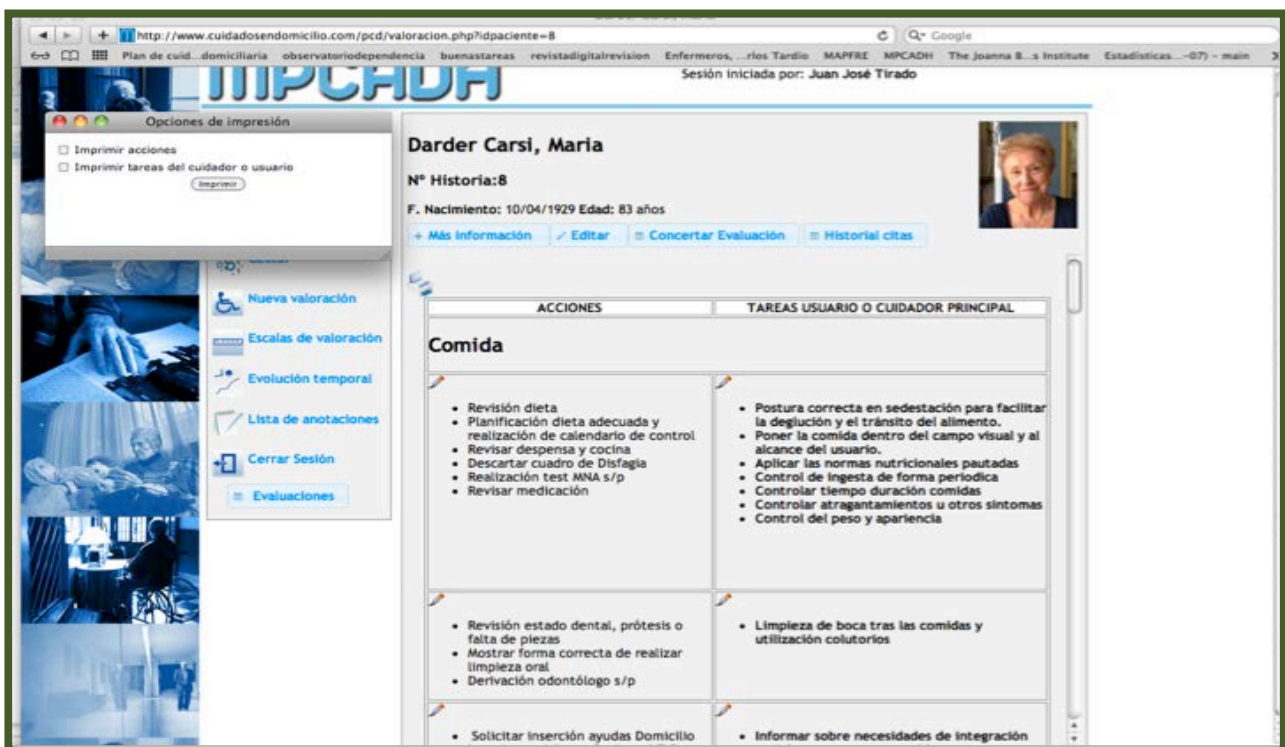 http://www.cuidadosendomicilio.com/pcd/valoracion.php?idpaciente=8
Google
Plan de cuid...domiciliaria observatoriodependencia buenastareas revistadigitalrevision Enfermeros, ...rios Tardio MAPFRE MPCADH The Joanna B...s Institute Estadísticas...-07) - main
MPCADH
Sesión iniciada por: Juan José Tirado
Opciones de impresión
Imprimir acciones
Imprimir tareas del cuidador o usuario
Imprimir
Darder Carsi, Maria
Nº Historia:8
F. Nacimiento: 10/04/1929 Edad: 83 años
+ Más información
Editar
Concertar Evaluación
Historial citas
Nueva valoración
Escalas de valoración
Evolución temporal
Lista de anotaciones
Cerrar Sesión
Evaluaciones
ACCIONES
TAREAS USUARIO O CUIDADOR PRINCIPAL
Comida
• Revisión dieta
• Planificación dieta adecuada y
realización de calendario de control
• Revisar despensa y cocina
• Descartar cuadro de Disfagia
• Realización test MNA s/p
• Revisar medicación
• Postura correcta en sedestación para facilitar
la deglución y el tránsito del alimento.
• Poner la comida dentro del campo visual y al
alcance del usuario.
• Aplicar las normas nutricionales pautadas
• Control de ingesta de forma periodica
• Controlar tiempo duración comidas
• Controlar atragantamientos u otros sintomas
• Control del peso y apariencia
• Revisión estado dental, prótesis o
falta de piezas
• Mostrar forma correcta de realizar
limpieza oral
• Derivación odontólogo s/p
• Limpieza de boca tras las comidas y
utilización colutorios
• Solicitar inserción ayudas Domicilio
• Informar sobre necesidades de integración